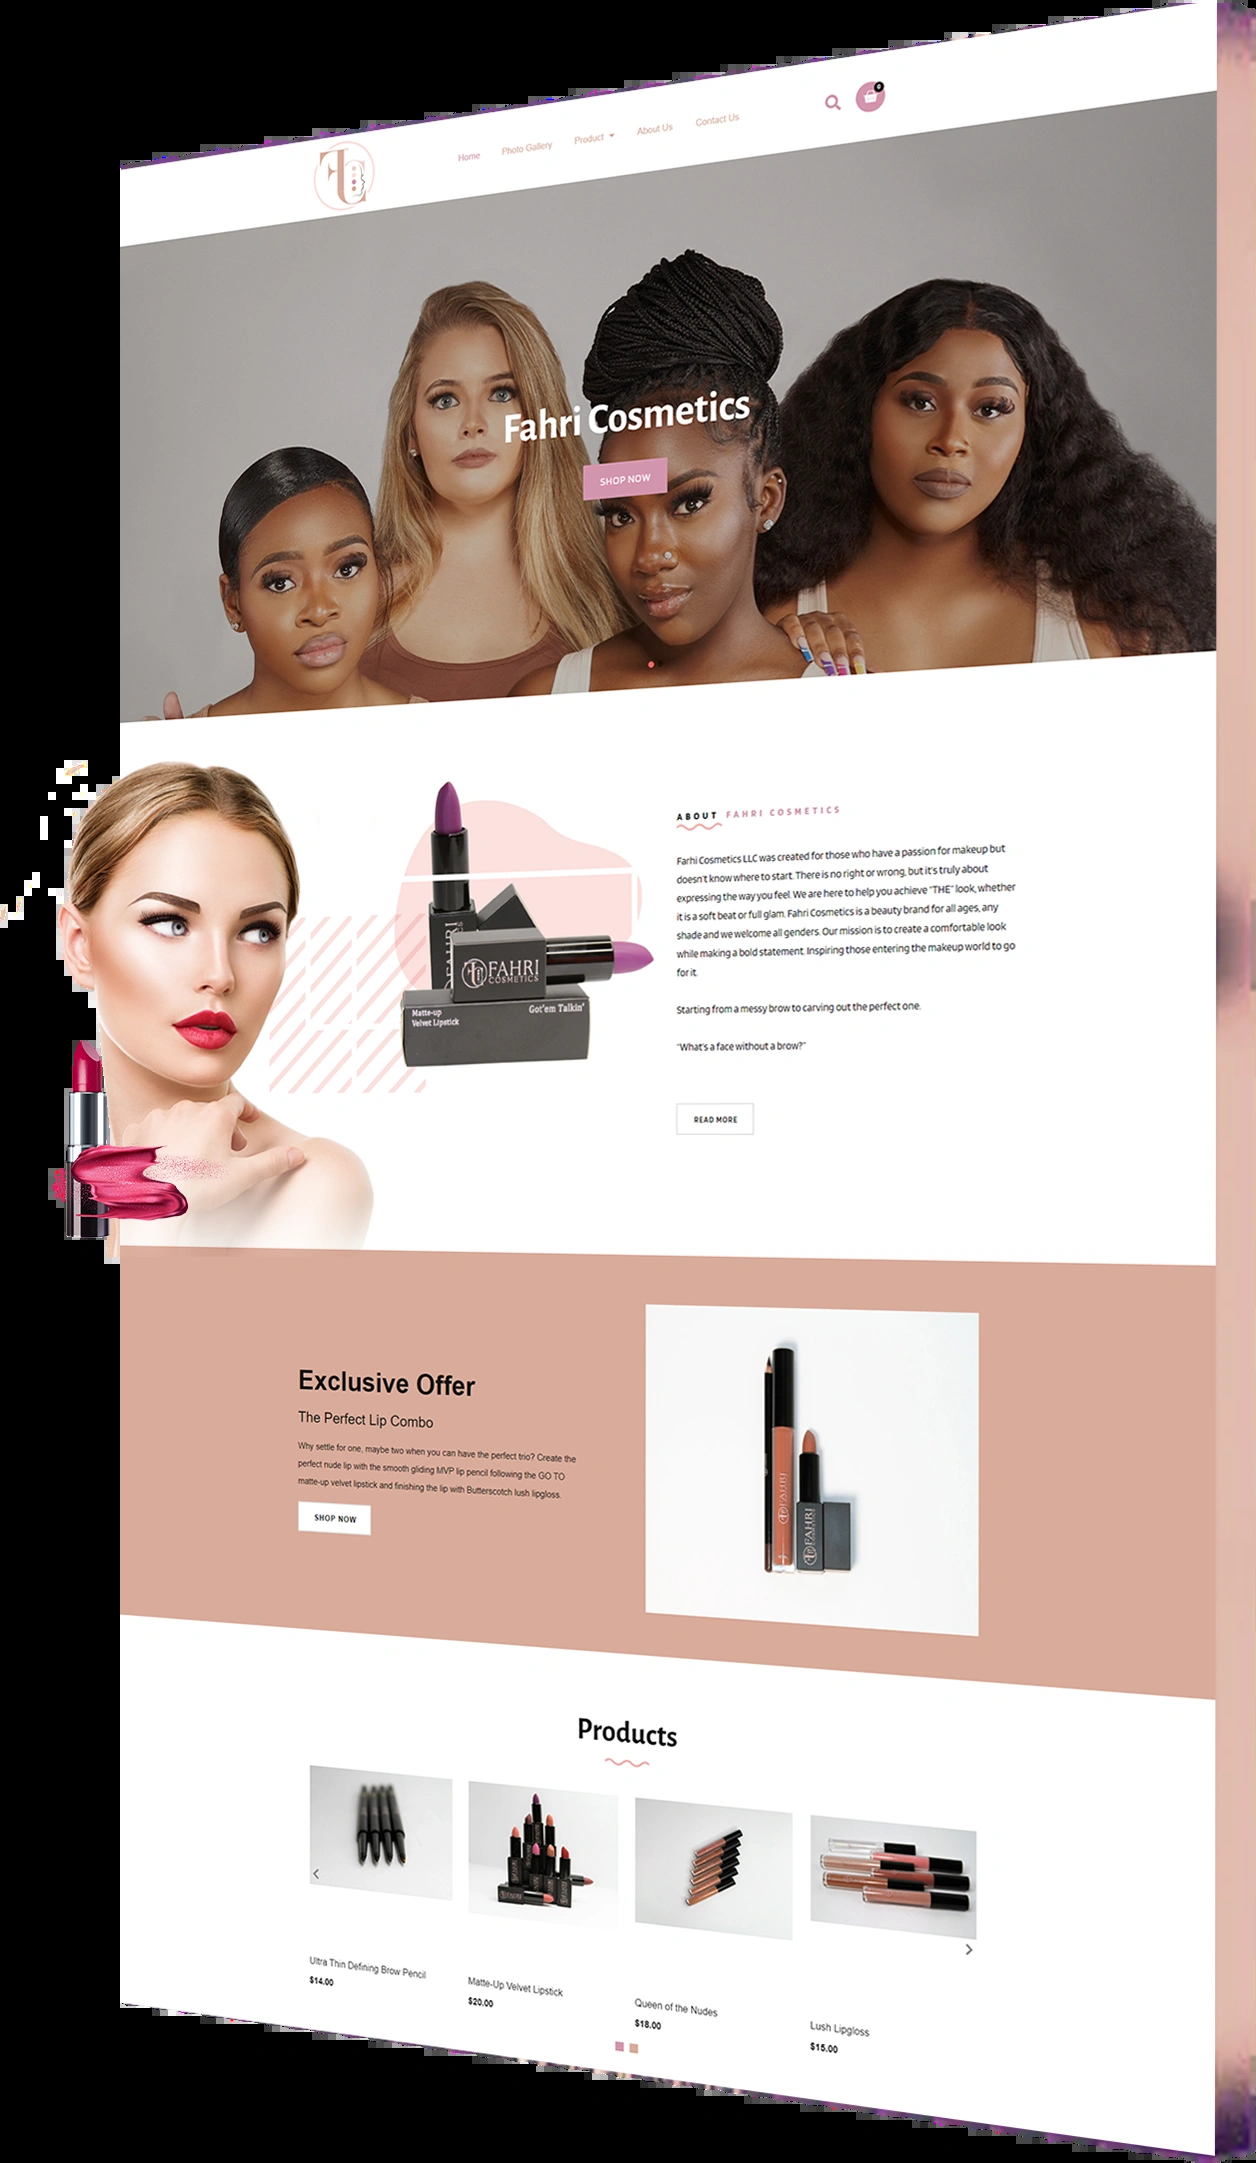 FC
Home
Photo Gallery
Product
About Us
Contact Us
0
Fahri Cosmetics
SHOP NOW
ABOUT FAHRI COSMETICS
Farhi Cosmetics LLC was created for those who have a passion for makeup but
doesn't know where to start. There is no right or wrong, but it's truly about
expressing the way you feel. We are here to help you achieve "THE" look, whether
it is a soft beat or full glam. Fahri Cosmetics is a beauty brand for all ages, any
shade and we welcome all genders. Our mission is to create a comfortable look
while making a bold statement. Inspiring those entering the makeup world to go
for it.
Starting from a messy brow to carving out the perfect one.
"What's a face without a brow?"
READ MORE
FAHRI
COSMETICS
Matte-up
Velvet Lipstick
Got'em Talkin'
Exclusive Offer
The Perfect Lip Combo
Why settle for one, maybe two when you can have the perfect trio? Create the
perfect nude lip with the smooth gliding MVP lip pencil following the GO TO
matte-up velvet lipstick and finishing the lip with Butterscotch lush lipgloss.
SHOP NOW
FAHRI
FAHRI
Products
Ultra Thin Defining Brow Pencil
$14.00
Matte-Up Velvet Lipstick
$20.00
Queen of the Nudes
$18.00
Lush Lipgloss
$15.00